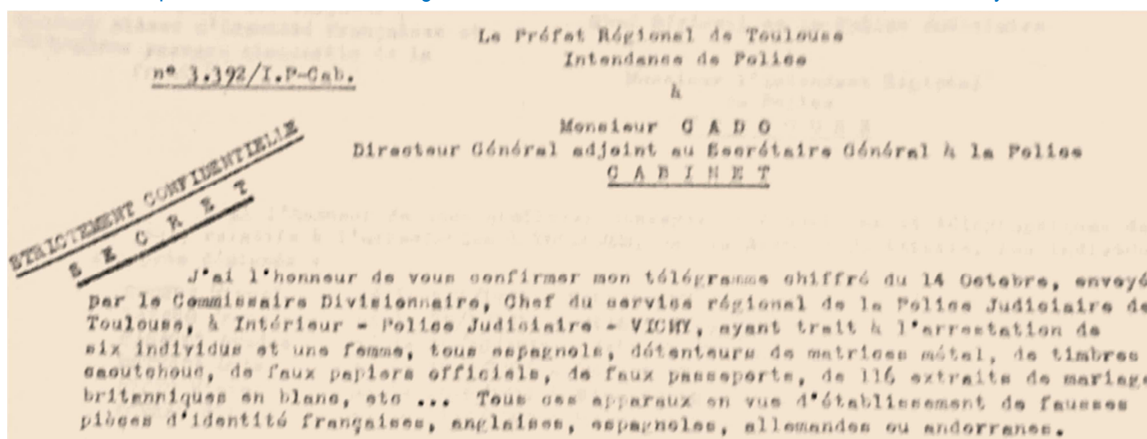 Le Préfet Régional de Toulouse
Intendance de Police
n° 3.392/I.P-Cab.
à
Monsieur C A D O
Directeur Général adjoint au Secrétaire Général à la Police
C A B I N E T
STRICTEMENT CONFIDENTIELLE
S E C R E T
J'ai l'honneur de vous confirmer mon télégramme chiffré du 14 Octobre, envoyé
par le Commissaire Divisionnaire, Chef du service régional de la Police Judiciaire de
Toulouse, à Intérieur - Police Judiciaire - VICHY, ayant trait à l'arrestation de
six individus et une femme, tous espagnols, détenteurs de matrices métal, de timbres
caoutchouc, de faux papiers officiels, de faux passeports, de 116 extraits de mariage
britanniques en blanc, etc ... Tous ces apparaux en vue d'établissement de fausses
pièces d'identité françaises, anglaises, espagnoles, allemandes ou andorranes.